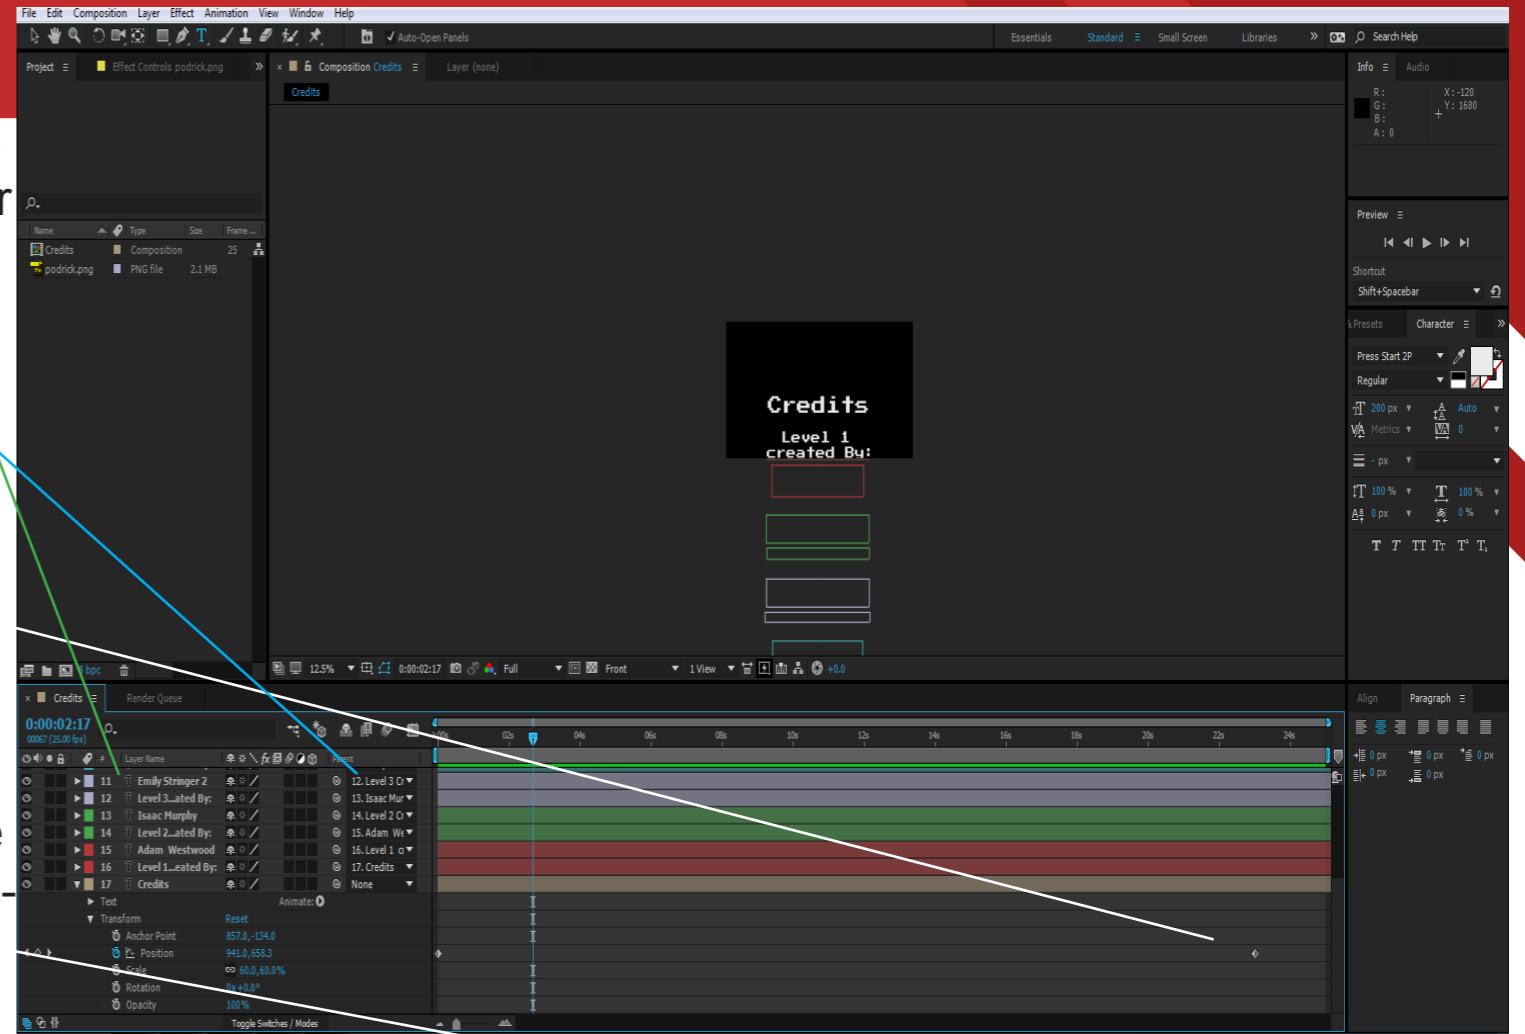 File Edit Composition Layer Effect Animation View Window Help
Auto-Open Panels
Essentials Standard Small Screen Libraries Search Help
Project Effect Controls podrick.png
Composition Credits Layer (none)
Credits
Info Audio
R: X: -120
G: Y: 1680
B:
A: 0
r
Name Type Size Frame ...
Credits Composition 25
podrick.png PNG file 2.1 MB
Preview
Shortcut
Shift+Spacebar
Presets Character
Press Start 2P
Regular
200 px Auto
Metrics 0
- px
100 % 100 %
0 px 0 %
T T TT Tr T¹ T₁
Credits
Level 1
created By:
bpc
12.5% 0:00:02:17 Full Front 1 View +0.0
Credits Render Queue
0:00:02:17
00067 (25.00 fps)
:00s 02s 04s 06s 08s 10s 12s 14s 16s 18s 20s 22s 24s
# Layer Name Parent
11 Emily Stringer 2 12. Level 3 Cr
12 Level 3...ated By: 13. Isaac Mur
13 Isaac Murphy 14. Level 2 Cr
14 Level 2...ated By: 15. Adam We
15 Adam Westwood 16. Level 1 cr
16 Level 1...eated By: 17. Credits
17 Credits None
Text Animate:
Transform Reset
Anchor Point 857.0,-134.0
Position 941.0,658.3
Scale 60.0,60.0%
Rotation 0x+0.0°
Opacity 100%
Toggle Switches / Modes
Align Paragraph
0 px 0 px 0 px
0 px 0 px
e
-